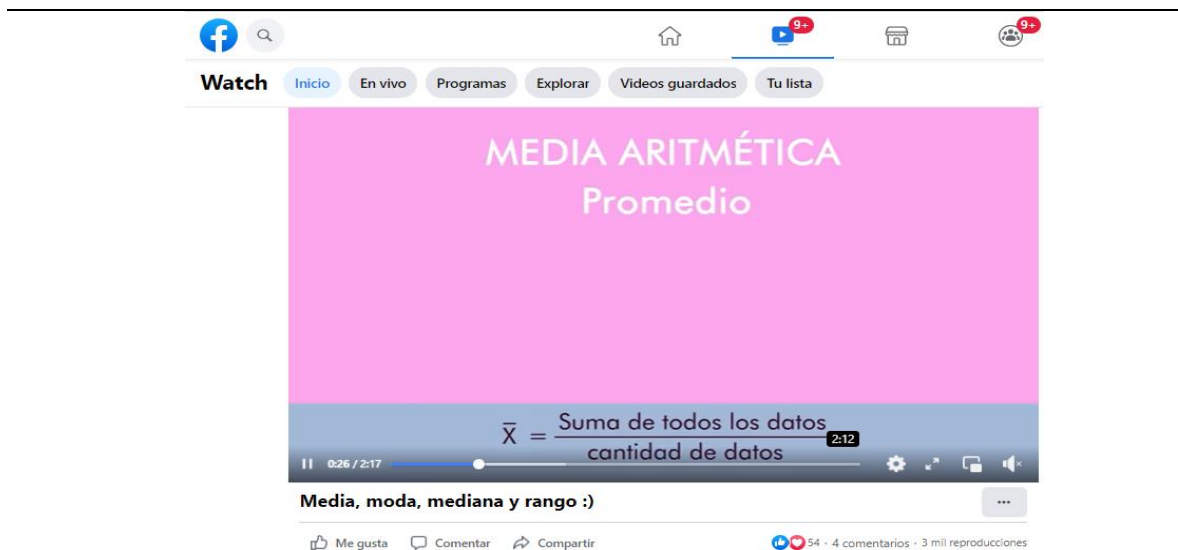 9+
9+
Watch Inicio En vivo Programas Explorar Videos guardados Tu lista
MEDIA ARITMÉTICA
Promedio
X̅ = Suma de todos los datos
cantidad de datos
2:12
0:26 / 2:17
Media, moda, mediana y rango :)
...
Me gusta Comentar Compartir 54 · 4 comentarios · 3 mil reproducciones